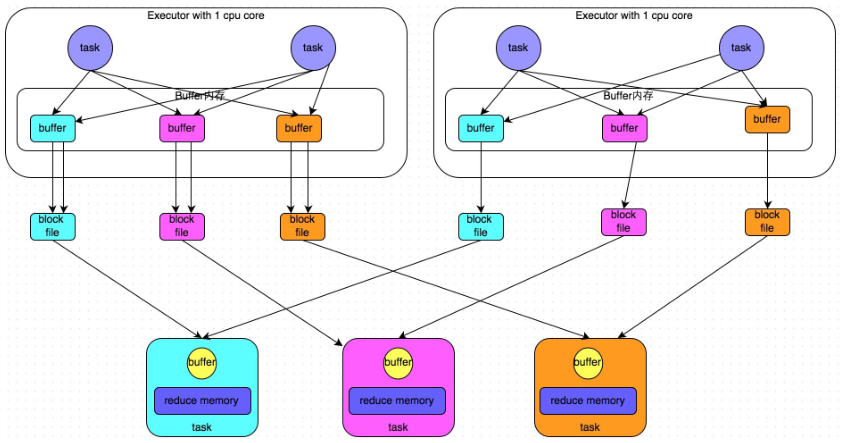 Executor with 1 cpu core
Executor with 1 cpu core
task
task
task
task
Buffer内存
Buffer内存
buffer
buffer
buffer
buffer
buffer
buffer
block
file
block
file
block
file
block
file
block
file
block
file
buffer
buffer
buffer
reduce memory
reduce memory
reduce memory
task
task
task